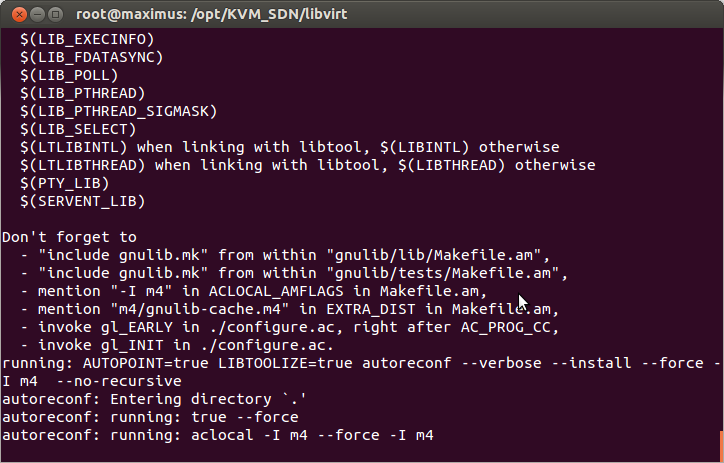 root@maximus: /opt/KVM_SDN/libvirt
$(LIB_EXECINFO)
$(LIB_FDATASYNC)
$(LIB_POLL)
$(LIB_PTHREAD)
$(LIB_PTHREAD_SIGMASK)
$(LIB_SELECT)
$(LTLIBINTL) when linking with libtool, $(LIBINTL) otherwise
$(LTLIBTHREAD) when linking with libtool, $(LIBTHREAD) otherwise
$(PTY_LIB)
$(SERVENT_LIB)
Don't forget to
- "include gnulib.mk" from within "gnulib/lib/Makefile.am",
- "include gnulib.mk" from within "gnulib/tests/Makefile.am",
- mention "-I m4" in ACLOCAL_AMFLAGS in Makefile.am,
- mention "m4/gnulib-cache.m4" in EXTRA_DIST in Makefile.am,
- invoke gl_EARLY in ./configure.ac, right after AC_PROG_CC,
- invoke gl_INIT in ./configure.ac.
running: AUTOPOINT=true LIBTOOLIZE=true autoreconf --verbose --install --force -
I m4  --no-recursive
autoreconf: Entering directory `.'
autoreconf: running: true --force
autoreconf: running: aclocal -I m4 --force -I m4